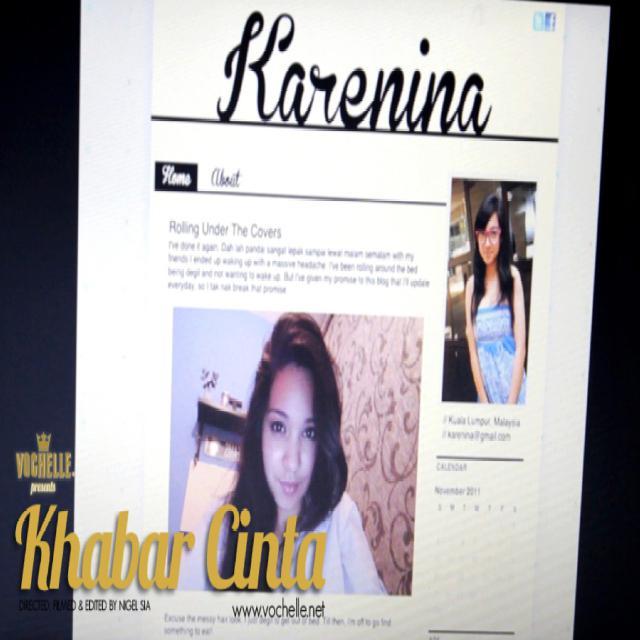 Karenina
Home About
Rolling Under The Covers
I've done it again. Dah lah pandai sangat lepak sampai lewat malam semalam with my
friends I ended up waking up with a massive headache. I've been rolling around the bed
being degil and not wanting to wake up. But I've given my promise to this blog that I'll update
everyday, so I tak nak break that promise
// Kuala Lumpur, Malaysia
// karenina@gmail.com
CALENDAR
November 2011
S M T W T F S
VOCHELLE
presents
Khabar Cinta
DIRECTED, FILMED & EDITED BY NIGEL SIA
www.vochelle.net
Excuse the messy hair look. I just degil to get out of bed. Till then, I'm off to go find
something to eat!